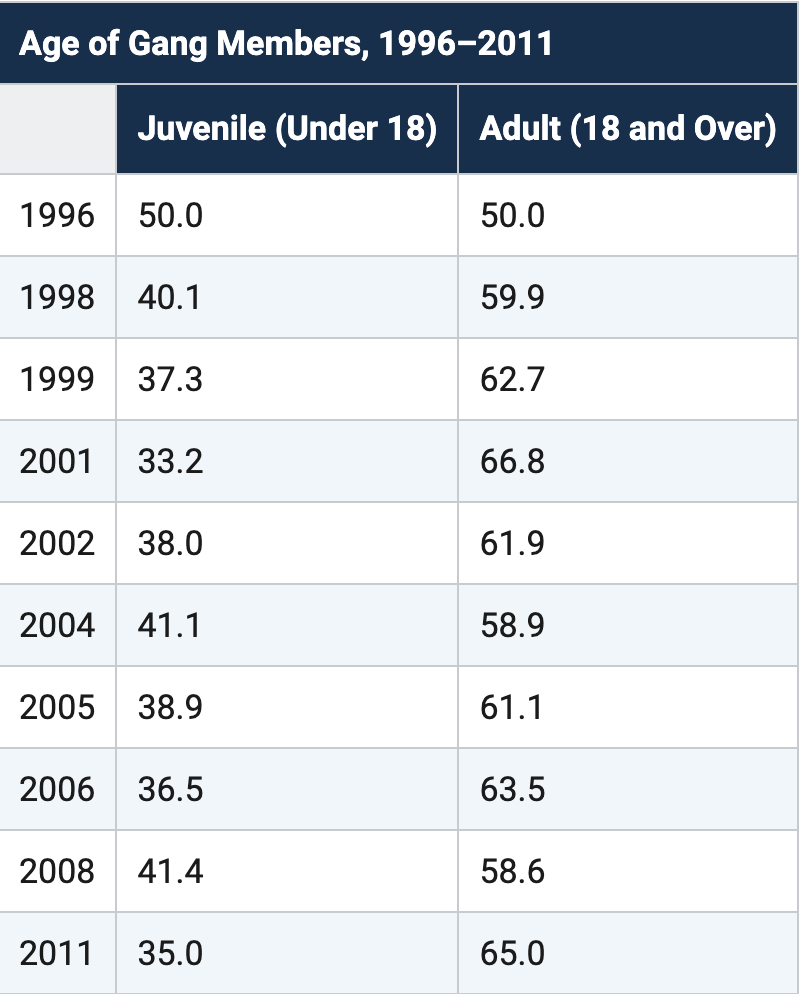 Age of Gang Members, 1996–2011
Juvenile (Under 18) Adult (18 and Over)
1996 50.0 50.0
1998 40.1 59.9
1999 37.3 62.7
2001 33.2 66.8
2002 38.0 61.9
2004 41.1 58.9
2005 38.9 61.1
2006 36.5 63.5
2008 41.4 58.6
2011 35.0 65.0